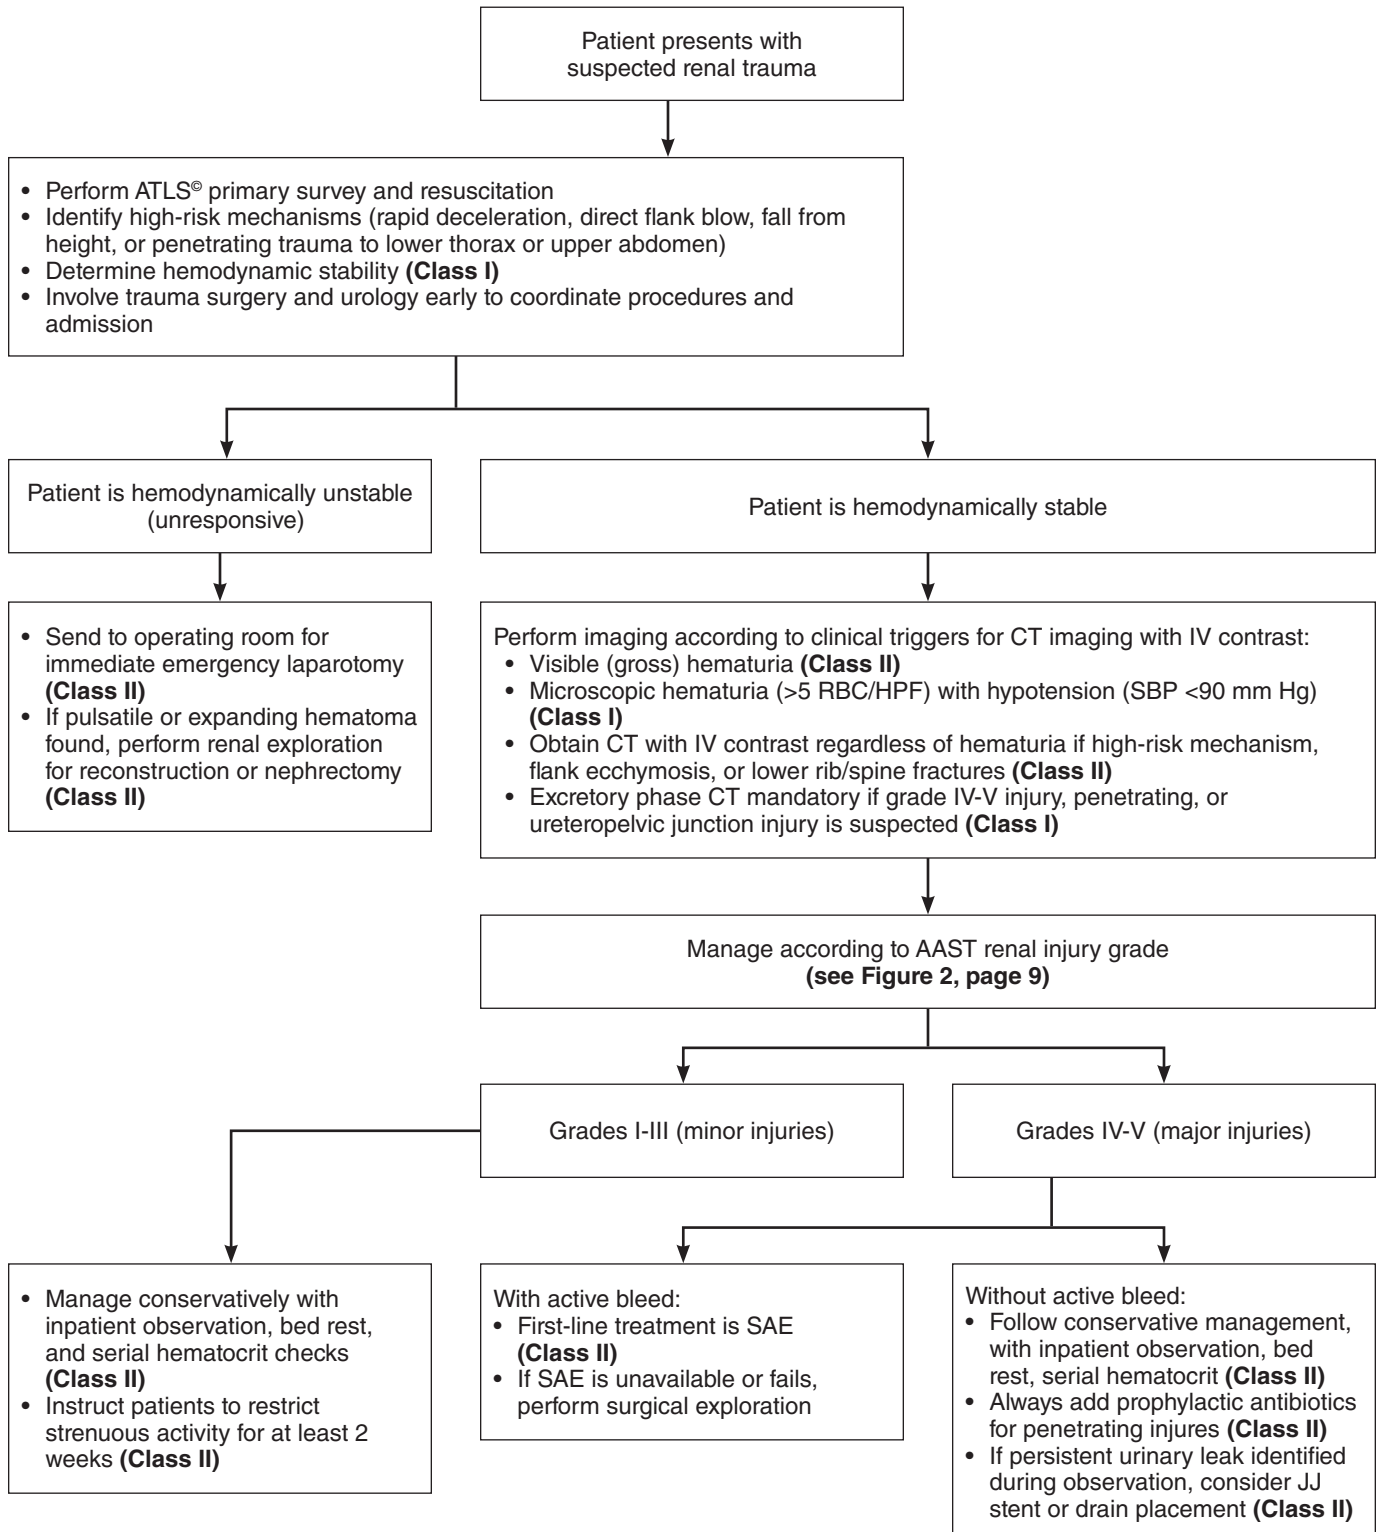 Patient presents with
suspected renal trauma
• Perform ATLS© primary survey and resuscitation
• Identify high-risk mechanisms (rapid deceleration, direct flank blow, fall from
height, or penetrating trauma to lower thorax or upper abdomen)
• Determine hemodynamic stability (Class I)
• Involve trauma surgery and urology early to coordinate procedures and
admission
Patient is hemodynamically unstable
(unresponsive)
Patient is hemodynamically stable
• Send to operating room for
immediate emergency laparotomy
(Class II)
• If pulsatile or expanding hematoma
found, perform renal exploration
for reconstruction or nephrectomy
(Class II)
Perform imaging according to clinical triggers for CT imaging with IV contrast:
• Visible (gross) hematuria (Class II)
• Microscopic hematuria (>5 RBC/HPF) with hypotension (SBP <90 mm Hg)
(Class I)
• Obtain CT with IV contrast regardless of hematuria if high-risk mechanism,
flank ecchymosis, or lower rib/spine fractures (Class II)
• Excretory phase CT mandatory if grade IV-V injury, penetrating, or
ureteropelvic junction injury is suspected (Class I)
Manage according to AAST renal injury grade
(see Figure 2, page 9)
Grades I-III (minor injuries)
Grades IV-V (major injuries)
• Manage conservatively with
inpatient observation, bed rest,
and serial hematocrit checks
(Class II)
• Instruct patients to restrict
strenuous activity for at least 2
weeks (Class II)
With active bleed:
• First-line treatment is SAE
(Class II)
• If SAE is unavailable or fails,
perform surgical exploration
Without active bleed:
• Follow conservative management,
with inpatient observation, bed
rest, serial hematocrit (Class II)
• Always add prophylactic antibiotics
for penetrating injures (Class II)
• If persistent urinary leak identified
during observation, consider JJ
stent or drain placement (Class II)